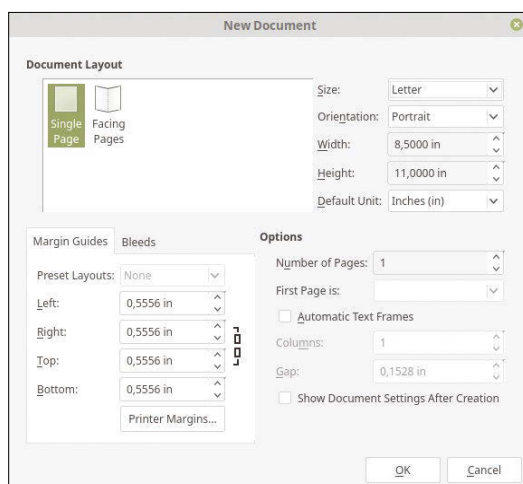 New Document
Document Layout
Single Page
Facing Pages
Size: Letter
Orientation: Portrait
Width: 8,5000 in
Height: 11,0000 in
Default Unit: Inches (in)
Margin Guides Bleeds
Preset Layouts: None
Left: 0,5556 in
Right: 0,5556 in
Top: 0,5556 in
Bottom: 0,5556 in
Printer Margins...
Options
Number of Pages: 1
First Page is:
Automatic Text Frames
Columns: 1
Gap: 0,1528 in
Show Document Settings After Creation
OK Cancel